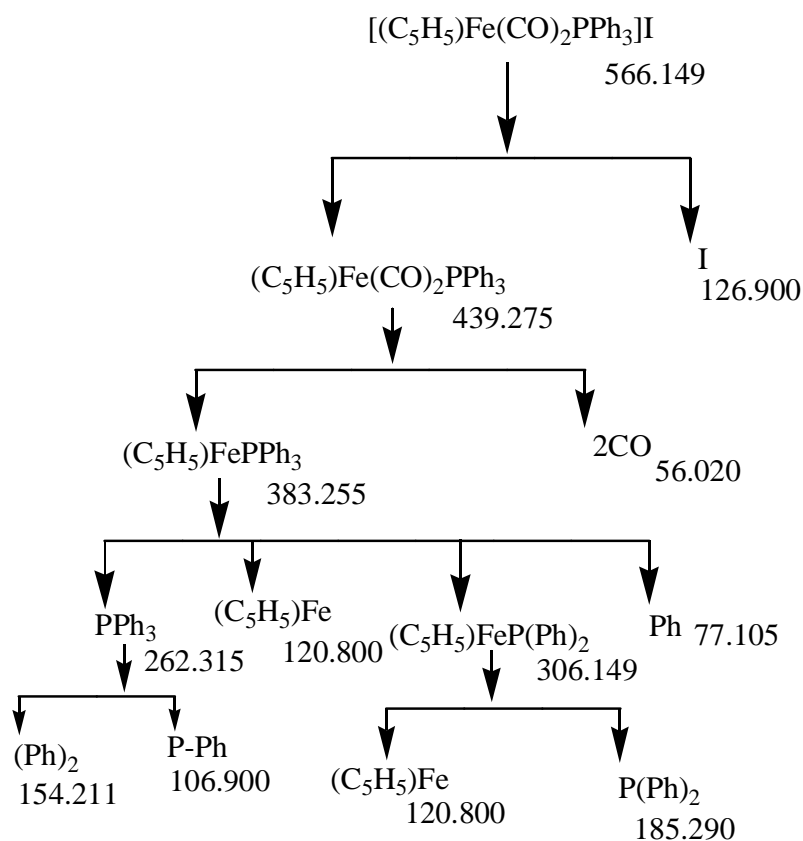 [(C₅H₅)Fe(CO)₂PPh₃]I
566.149
(C₅H₅)Fe(CO)₂PPh₃
439.275
I
126.900
(C₅H₅)FePPh₃
383.255
2CO
56.020
PPh₃
262.315
(C₅H₅)Fe
120.800
(C₅H₅)FeP(Ph)₂
306.149
Ph 77.105
(Ph)₂
154.211
P-Ph
106.900
(C₅H₅)Fe
120.800
P(Ph)₂
185.290